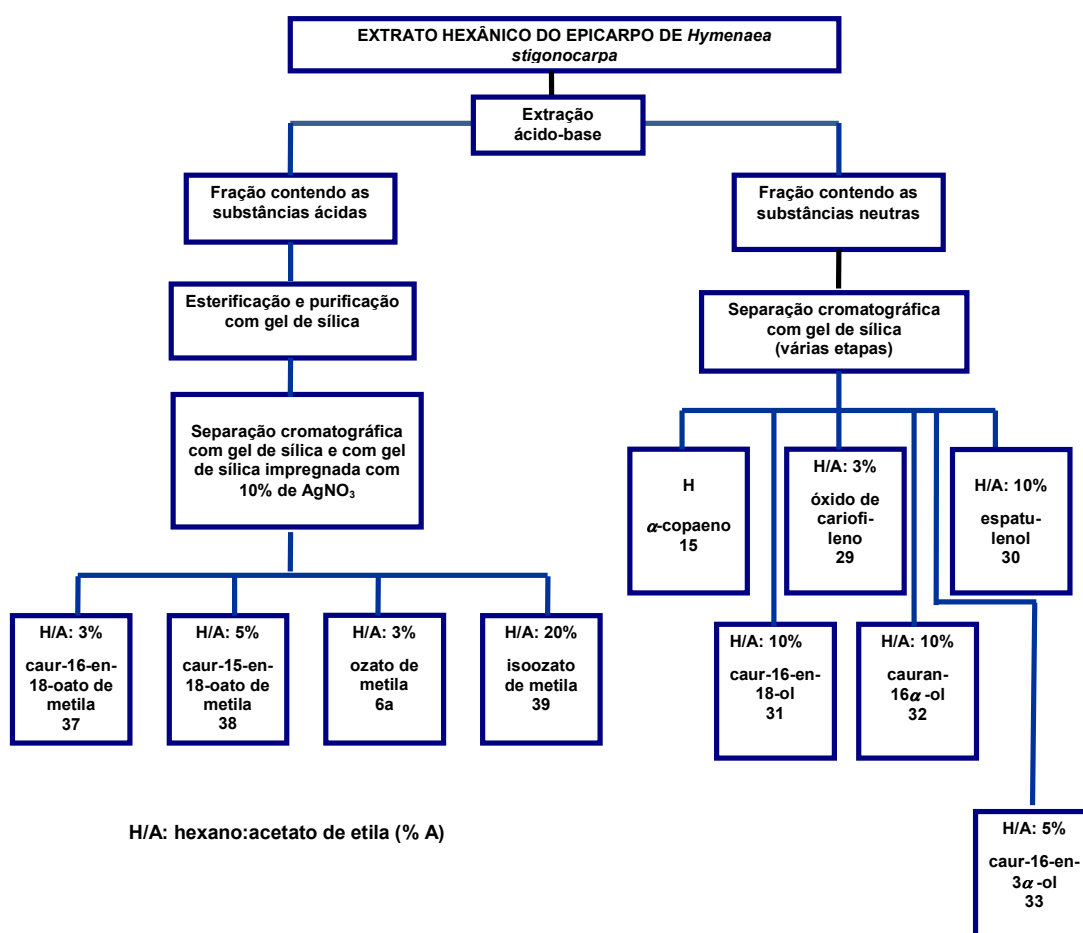 EXTRATO HEXÂNICO DO EPICARPO DE Hymenaea
stigonocarpa
Extração
ácido-base
Fração contendo as
substâncias ácidas
Fração contendo as
substâncias neutras
Esterificação e purificação
com gel de sílica
Separação cromatográfica
com gel de sílica
(várias etapas)
Separação cromatográfica
com gel de sílica e com gel
de sílica impregnada com
10% de AgNO₃
H
α-copaeno
15
H/A: 3%
óxido de
cariofi-
leno
29
H/A: 10%
espatu-
lenol
30
H/A: 3%
caur-16-en-
18-oato de
metila
37
H/A: 5%
caur-15-en-
18-oato de
metila
38
H/A: 3%
ozato de
metila
6a
H/A: 20%
isoozato
de metila
39
H/A: 10%
caur-16-en-
18-ol
31
H/A: 10%
cauran-
16α -ol
32
H/A: 5%
caur-16-en-
3α -ol
33
H/A: hexano:acetato de etila (% A)